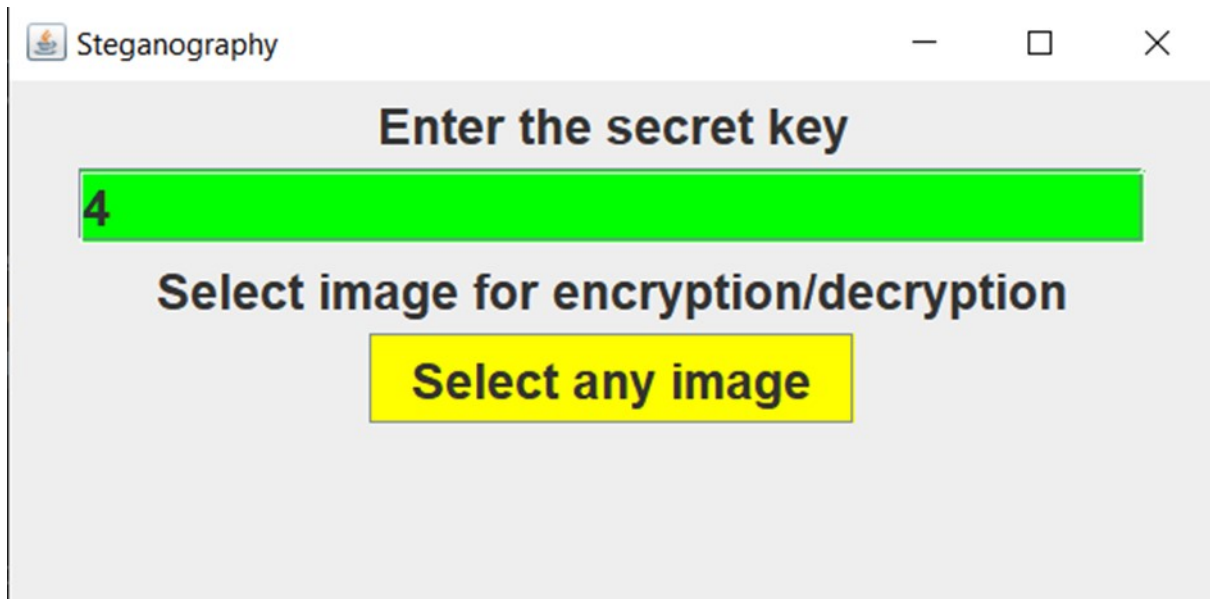 Steganography
Enter the secret key
4
Select image for encryption/decryption
Select any image